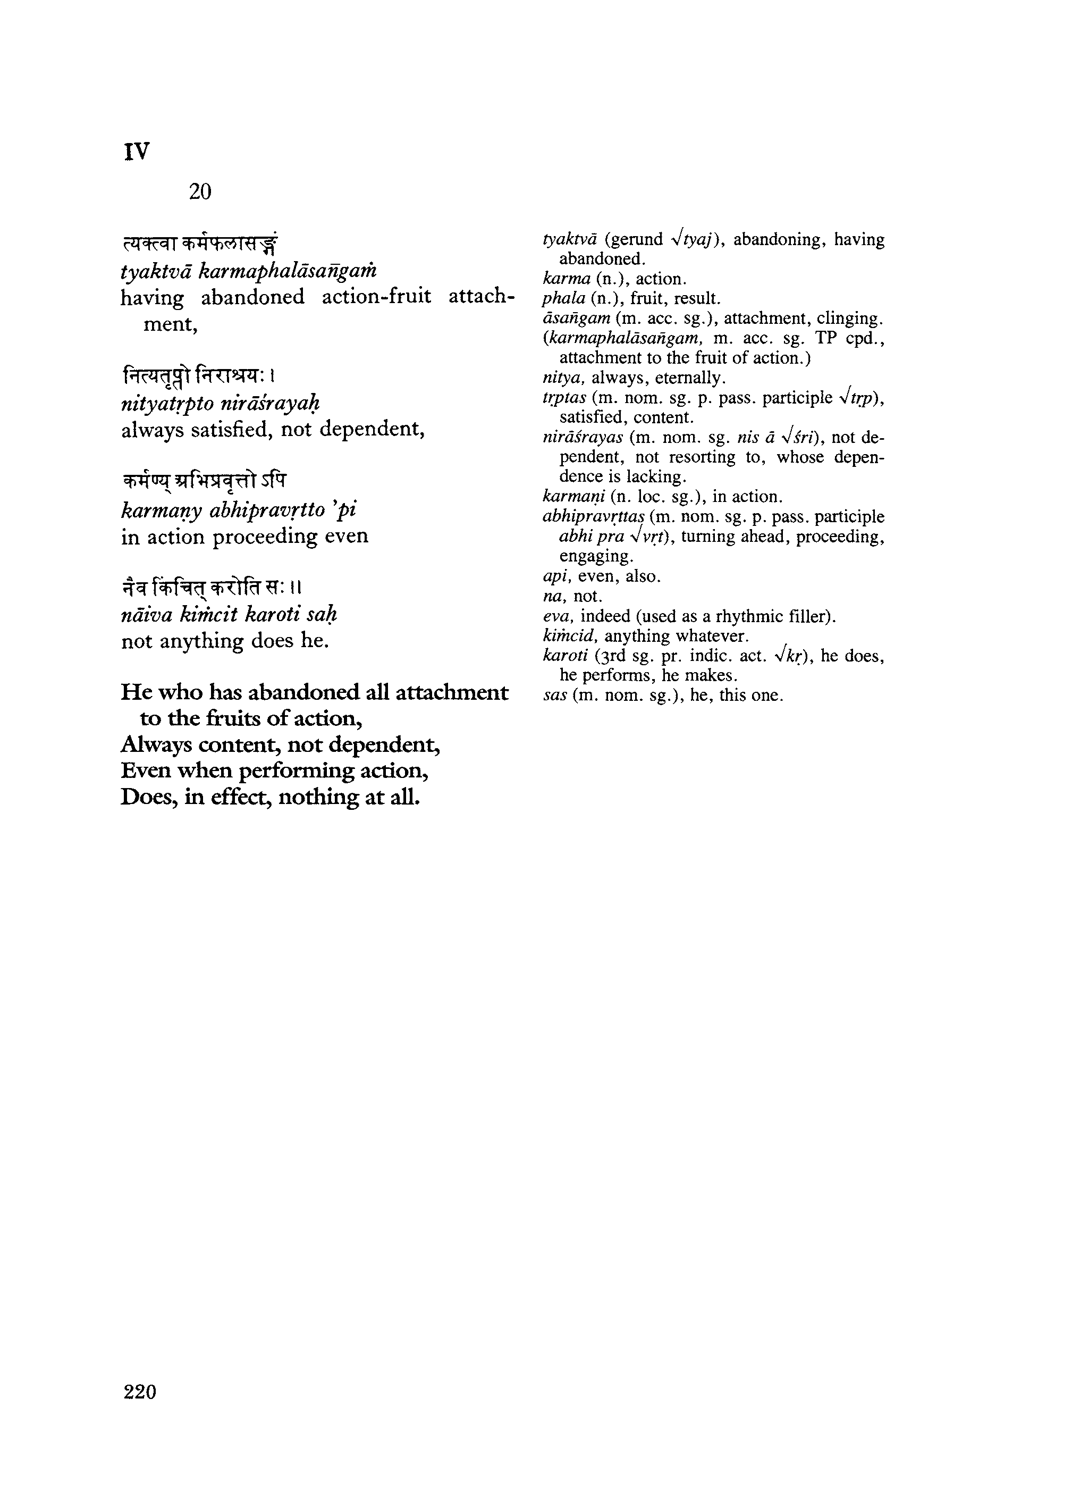 IV
20
त्यक्त्वा कर्मफलासङ्गं
tyaktvā karmaphalāsañgaṁ
having abandoned action-fruit attach-
ment,
नित्यतृप्तो निराश्रयः ।
nityatṛpto nirāśrayaḥ
always satisfied, not dependent,
कर्मण्य् अभिप्रवृत्तो ऽपि
karmaṇy abhipravṛtto 'pi
in action proceeding even
नैव किंचित् करोति सः ॥
nāiva kiṁcit karoti saḥ
not anything does he.
He who has abandoned all attachment
to the fruits of action,
Always content, not dependent,
Even when performing action,
Does, in effect, nothing at all.
tyaktvā (gerund √tyaj), abandoning, having
abandoned.
karma (n.), action.
phala (n.), fruit, result.
āsañgam (m. acc. sg.), attachment, clinging.
(karmaphalāsañgam, m. acc. sg. TP cpd.,
attachment to the fruit of action.)
nitya, always, eternally.
tṛptas (m. nom. sg. p. pass. participle √tṛp),
satisfied, content.
nirāśrayas (m. nom. sg. nis ā √śri), not de-
pendent, not resorting to, whose depen-
dence is lacking.
karmaṇi (n. loc. sg.), in action.
abhipravṛttas (m. nom. sg. p. pass. participle
abhi pra √vṛt), turning ahead, proceeding,
engaging.
api, even, also.
na, not.
eva, indeed (used as a rhythmic filler).
kiṁcid, anything whatever.
karoti (3rd sg. pr. indic. act. √kṛ), he does,
he performs, he makes.
sas (m. nom. sg.), he, this one.
220